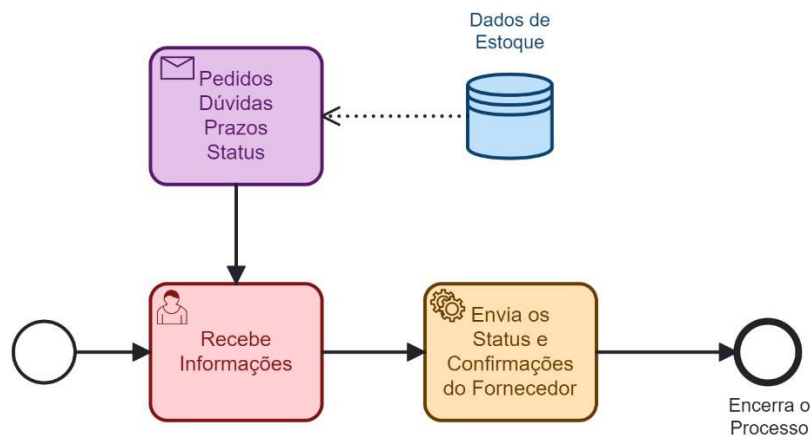 Dados de
Estoque
Pedidos
Dúvidas
Prazos
Status
Recebe
Informações
Envia os
Status e
Confirmações
do Fornecedor
Encerra o
Processo